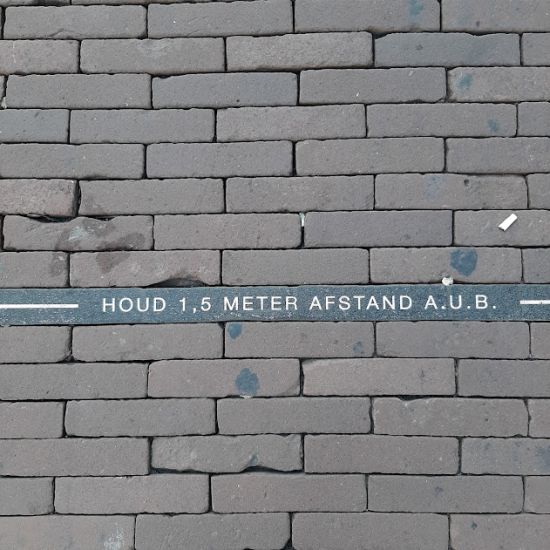 HOUD 1,5 METER AFSTAND A.U.B.